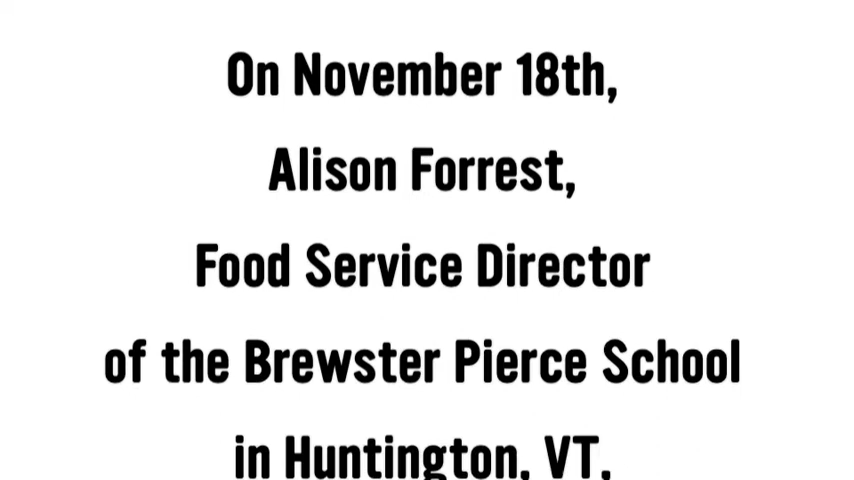 On November 18th,
Alison Forrest,
Food Service Director
of the Brewster Pierce School
in Huntington, VT,